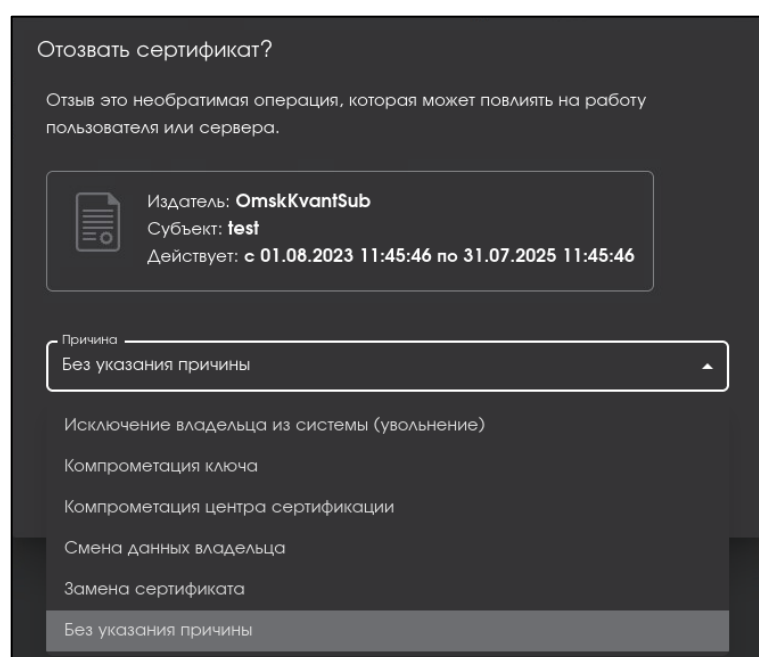 Отозвать сертификат?
Отзыв это необратимая операция, которая может повлиять на работу
пользователя или сервера.
Издатель: OmskKvantSub
Субъект: test
Действует: с 01.08.2023 11:45:46 по 31.07.2025 11:45:46
Причина
Без указания причины
Исключение владельца из системы (увольнение)
Компрометация ключа
Компрометация центра сертификации
Смена данных владельца
Замена сертификата
Без указания причины